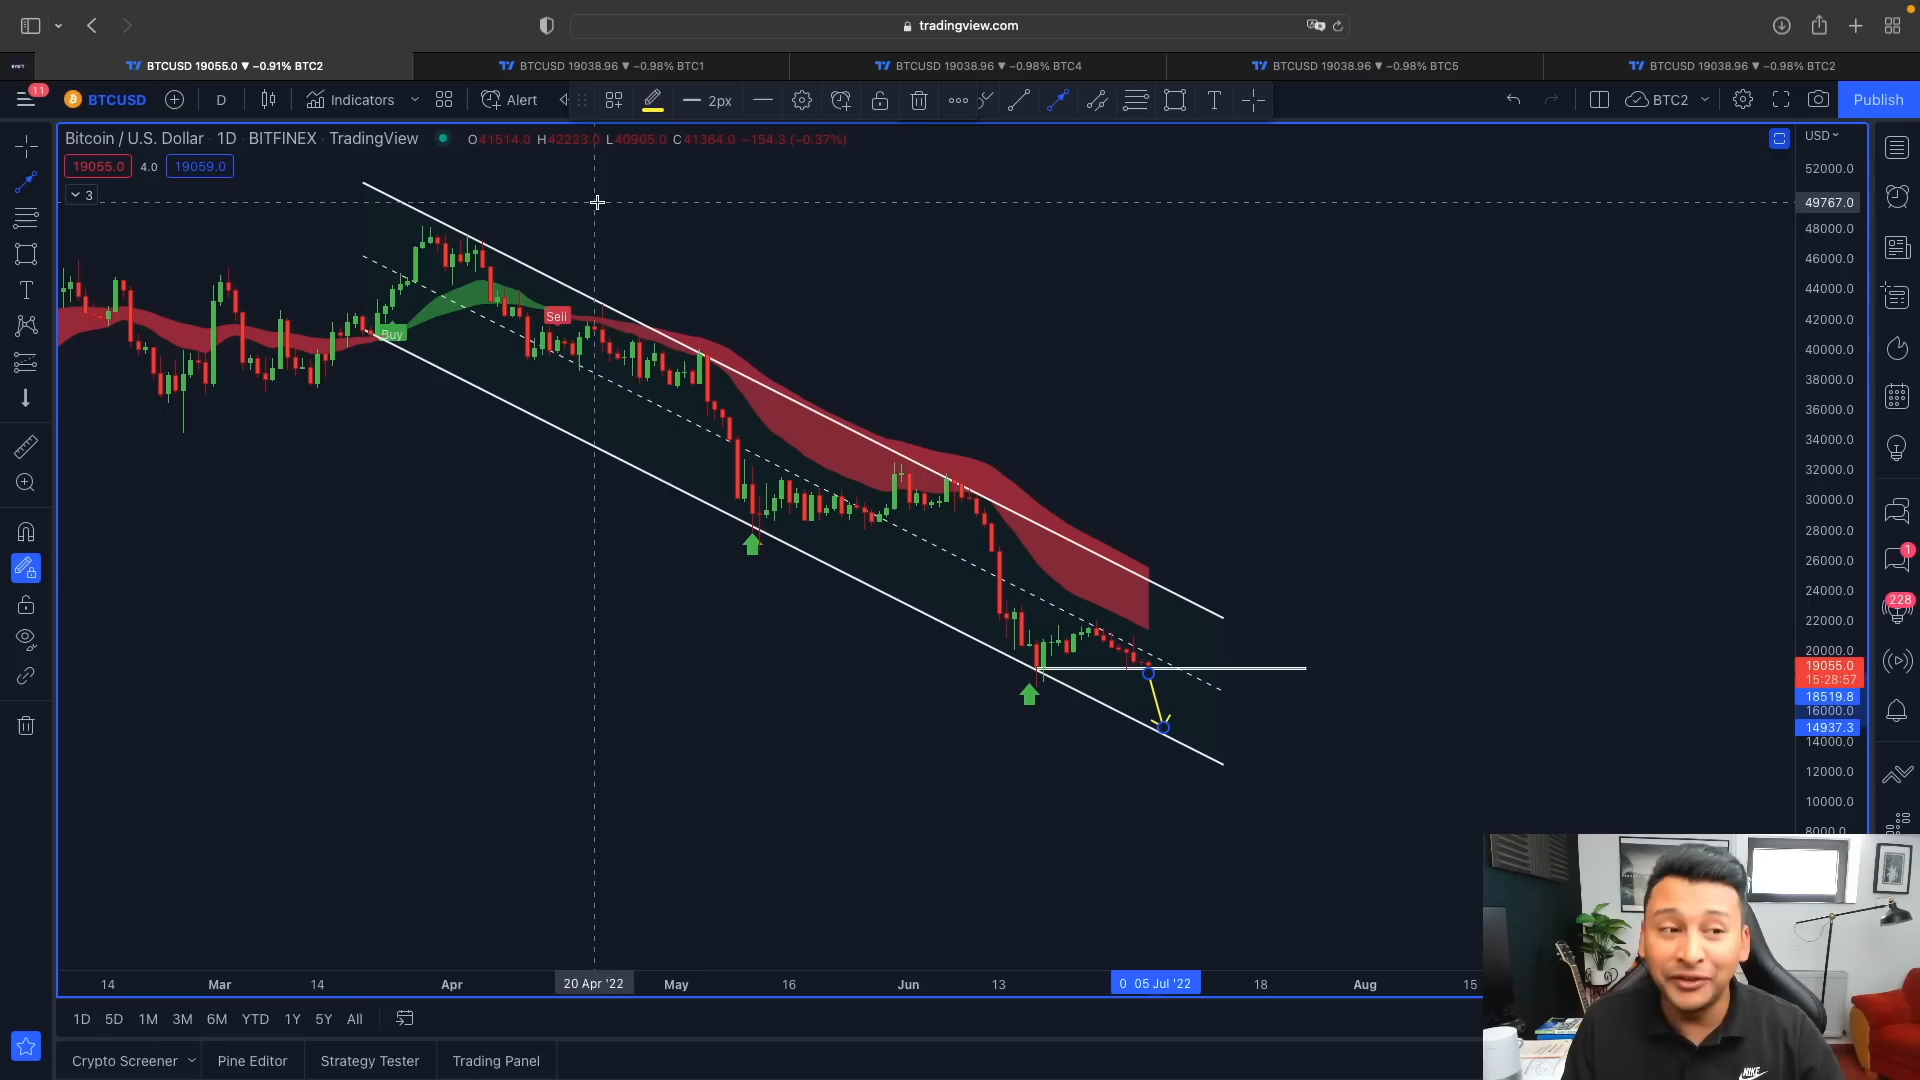 tradingview.com
BTCUSD 19055.0 ▼ −0.91% BTC2
BTCUSD 19038.96 ▼ −0.98% BTC1
BTCUSD 19038.96 ▼ −0.98% BTC4
BTCUSD 19038.96 ▼ −0.98% BTC5
BTCUSD 19038.96 ▼ −0.98% BTC2
11
BTCUSD
D
Indicators
Alert
2px
T
BTC2
Publish
Bitcoin / U.S. Dollar · 1D · BITFINEX · TradingView
O41514.0 H42223.0 L40905.0 C41364.0 −154.3 (−0.37%)
USD
19055.0 4.0 19059.0
3
52000.0
49767.0
48000.0
46000.0
44000.0
42000.0
40000.0
38000.0
36000.0
34000.0
32000.0
30000.0
28000.0
26000.0
24000.0
22000.0
20000.0
19055.0
15:28:57
18519.8
16000.0
14937.3
14000.0
12000.0
10000.0
8000.0
Buy
Sell
T
1
228
14
Mar
14
Apr
20 Apr '22
May
16
Jun
13
0 05 Jul '22
18
Aug
15
1D 5D 1M 3M 6M YTD 1Y 5Y All
Crypto Screener
Pine Editor
Strategy Tester
Trading Panel
NIKE